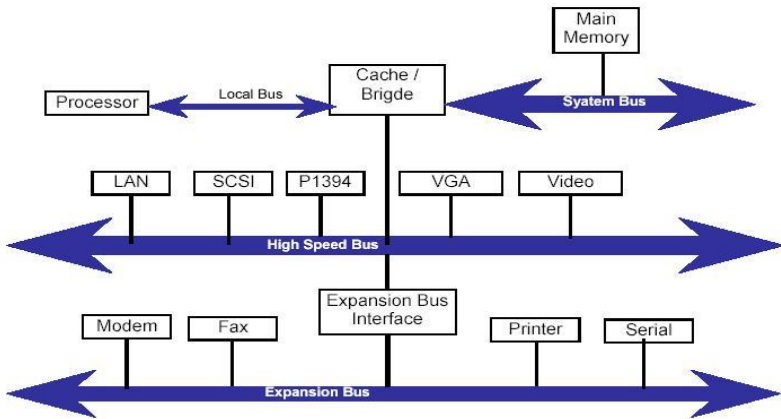 Main
Memory
Cache /
Brigde
Processor
Local Bus
Syatem Bus
LAN
SCSI
P1394
VGA
Video
High Speed Bus
Expansion Bus
Interface
Modem
Fax
Printer
Serial
Expansion Bus